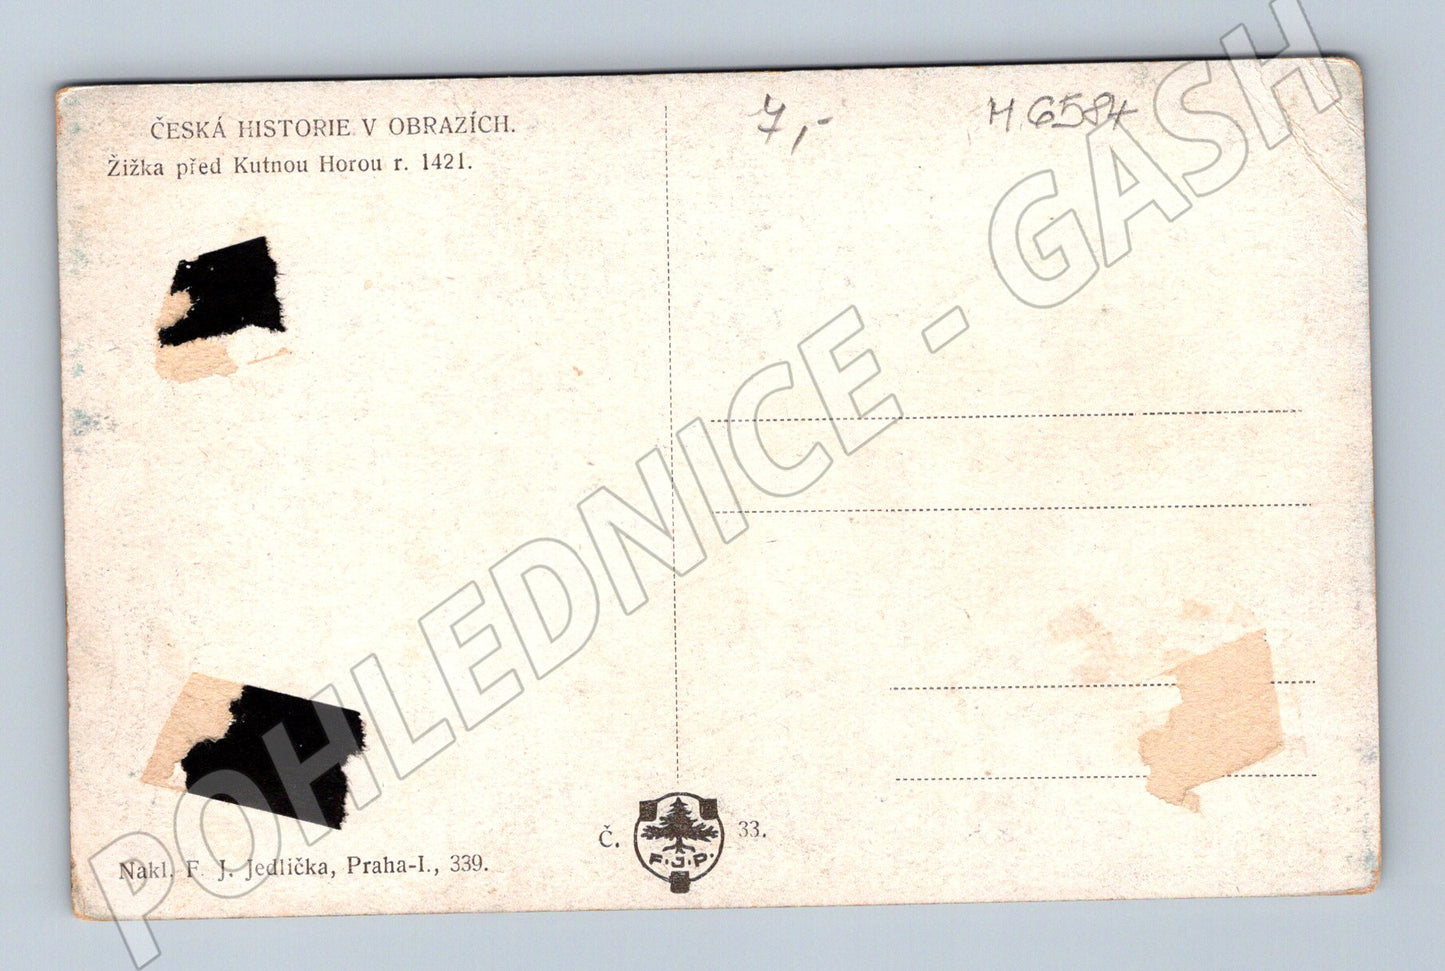 ČESKÁ HISTORIE V OBRAZÍCH.
Žižka před Kutnou Horou r. 1421.
7,-
H 6584
POHLEDNICE - GASH
Č. 33.
F.J.P.
Nakl. F. J. Jedlička, Praha-I., 339.